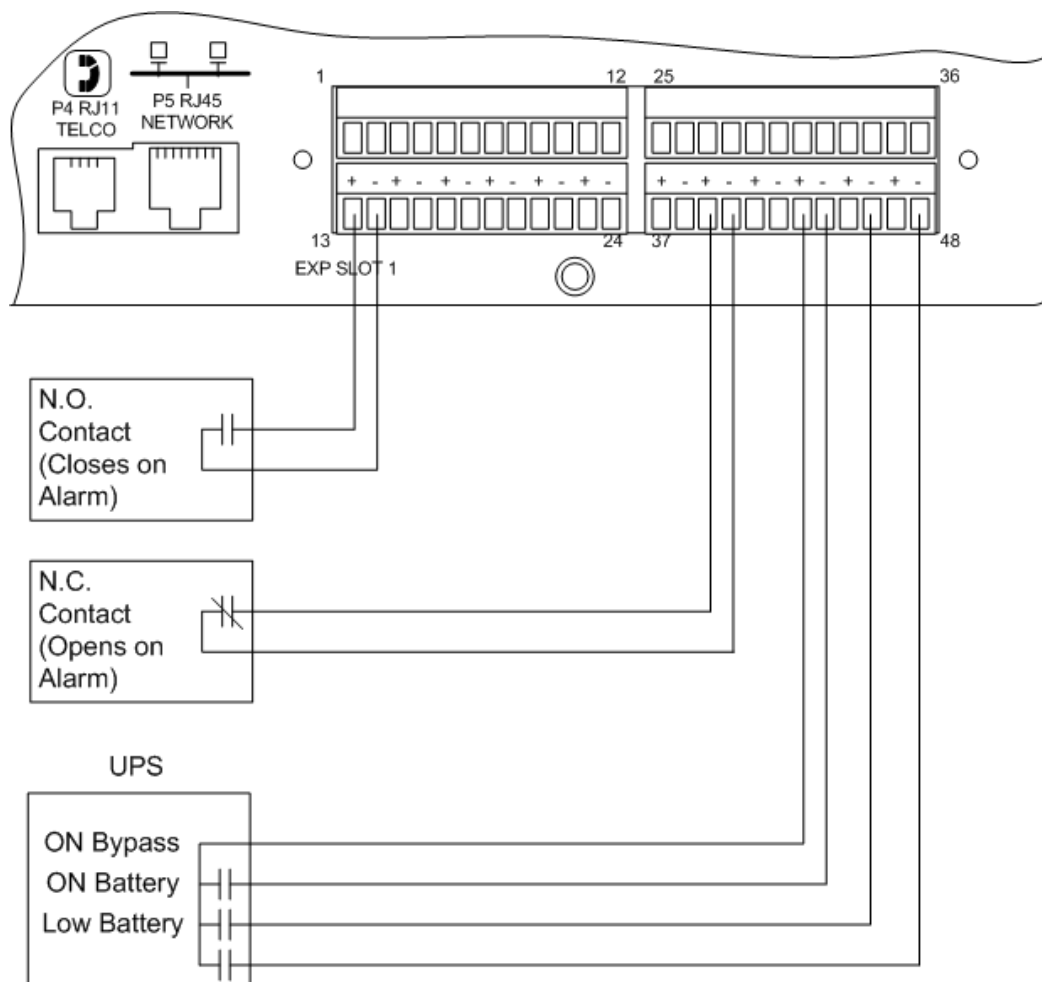 P4 RJ11
TELCO
P5 RJ45
NETWORK
1 12 25 36
+ - + - + - + - + - + - + - + - + - + -
13 24 37 48
EXP SLOT 1
N.O.
Contact
(Closes on
Alarm)
N.C.
Contact
(Opens on
Alarm)
UPS
ON Bypass
ON Battery
Low Battery